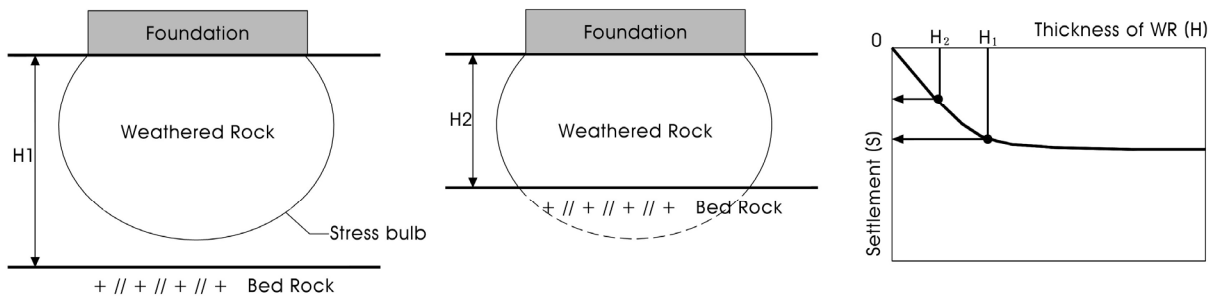 Foundation
Weathered Rock
H1
Stress bulb
+ // + // + // + Bed Rock
Foundation
Weathered Rock
H2
+ // + // + // + Bed Rock
Thickness of WR (H)
0 H₂ H₁
Settlement (S)